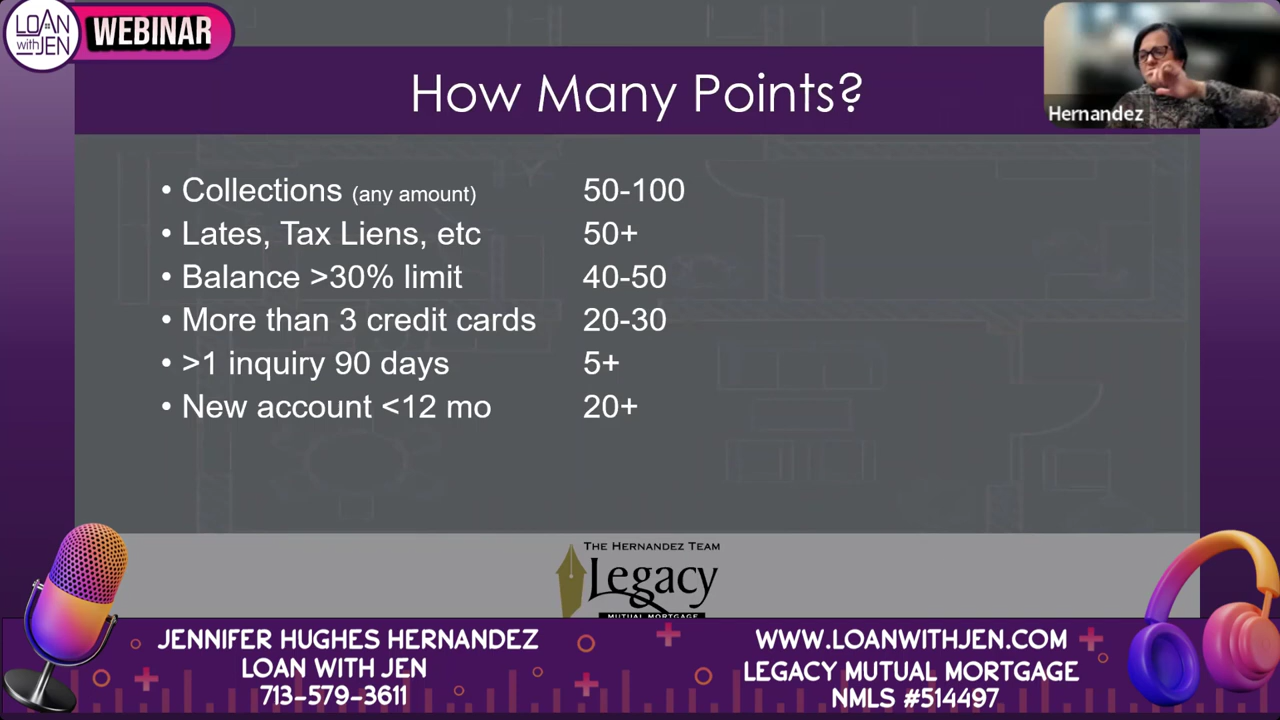 LOAN
with JEN
WEBINAR
How Many Points?
Hernandez
• Collections (any amount) 50-100
• Lates, Tax Liens, etc 50+
• Balance >30% limit 40-50
• More than 3 credit cards 20-30
• >1 inquiry 90 days 5+
• New account <12 mo 20+
THE HERNANDEZ TEAM
Legacy
MUTUAL MORTGAGE
JENNIFER HUGHES HERNANDEZ
LOAN WITH JEN
713-579-3611
WWW.LOANWITHJEN.COM
LEGACY MUTUAL MORTGAGE
NMLS #514497